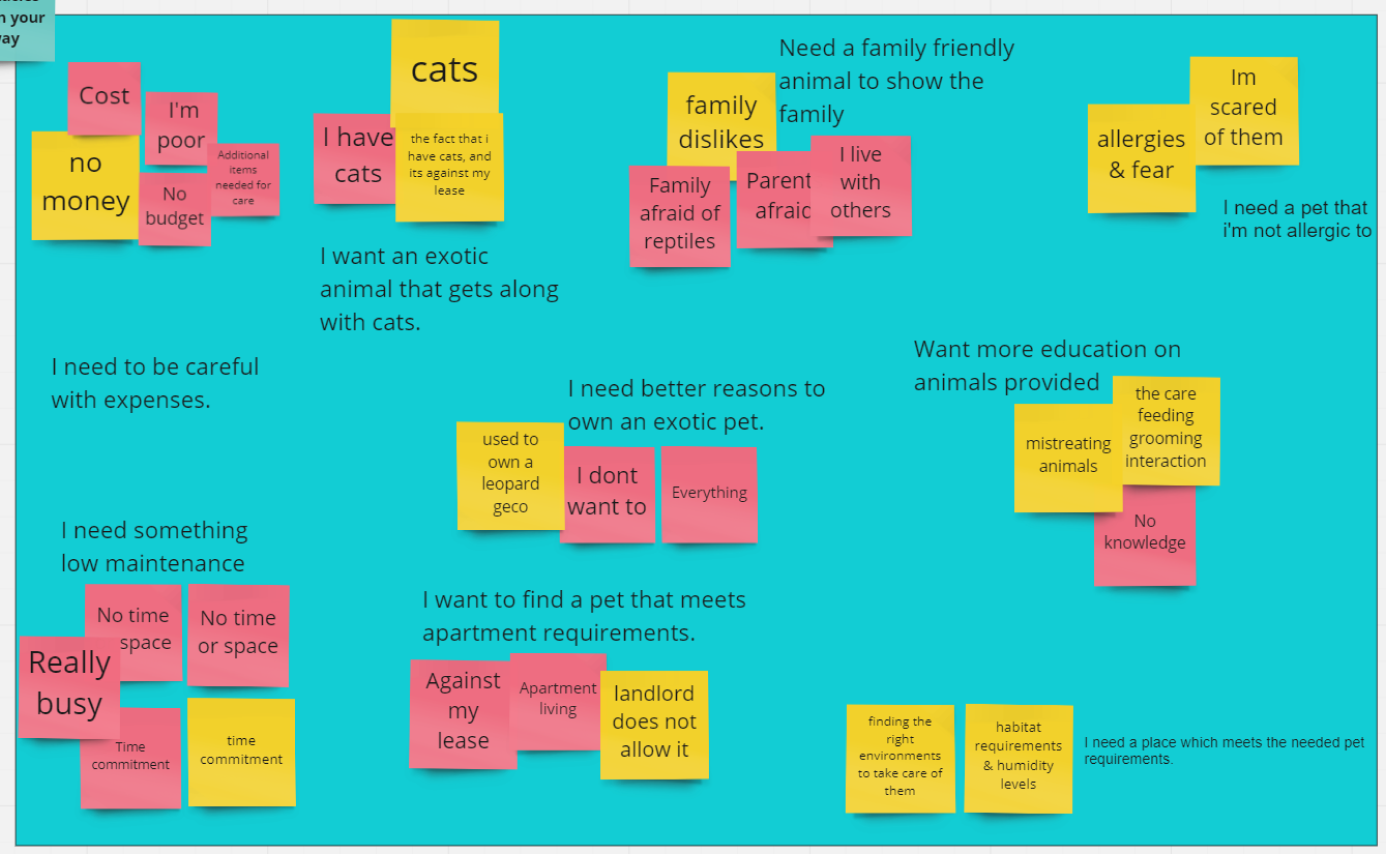 n your
way
Cost
I'm
poor
no
money
No
budget
Additional
items
needed for
care
I need to be careful
with expenses.
cats
I have
cats
the fact that i
have cats, and
its against my
lease
I want an exotic
animal that gets along
with cats.
Need a family friendly
animal to show the
family
family
dislikes
Family
afraid of
reptiles
Parent
afraid
I live
with
others
Im
scared
of them
allergies
& fear
I need a pet that
i'm not allergic to
I need better reasons to
own an exotic pet.
used to
own a
leopard
geco
I dont
want to
Everything
Want more education on
animals provided
mistreating
animals
the care
feeding
grooming
interaction
No
knowledge
I need something
low maintenance
No time
space
No time
or space
Really
busy
Time
commitment
time
commitment
I want to find a pet that meets
apartment requirements.
Against
my
lease
Apartment
living
landlord
does not
allow it
finding the
right
environments
to take care of
them
habitat
requirements
& humidity
levels
I need a place which meets the needed pet
requirements.